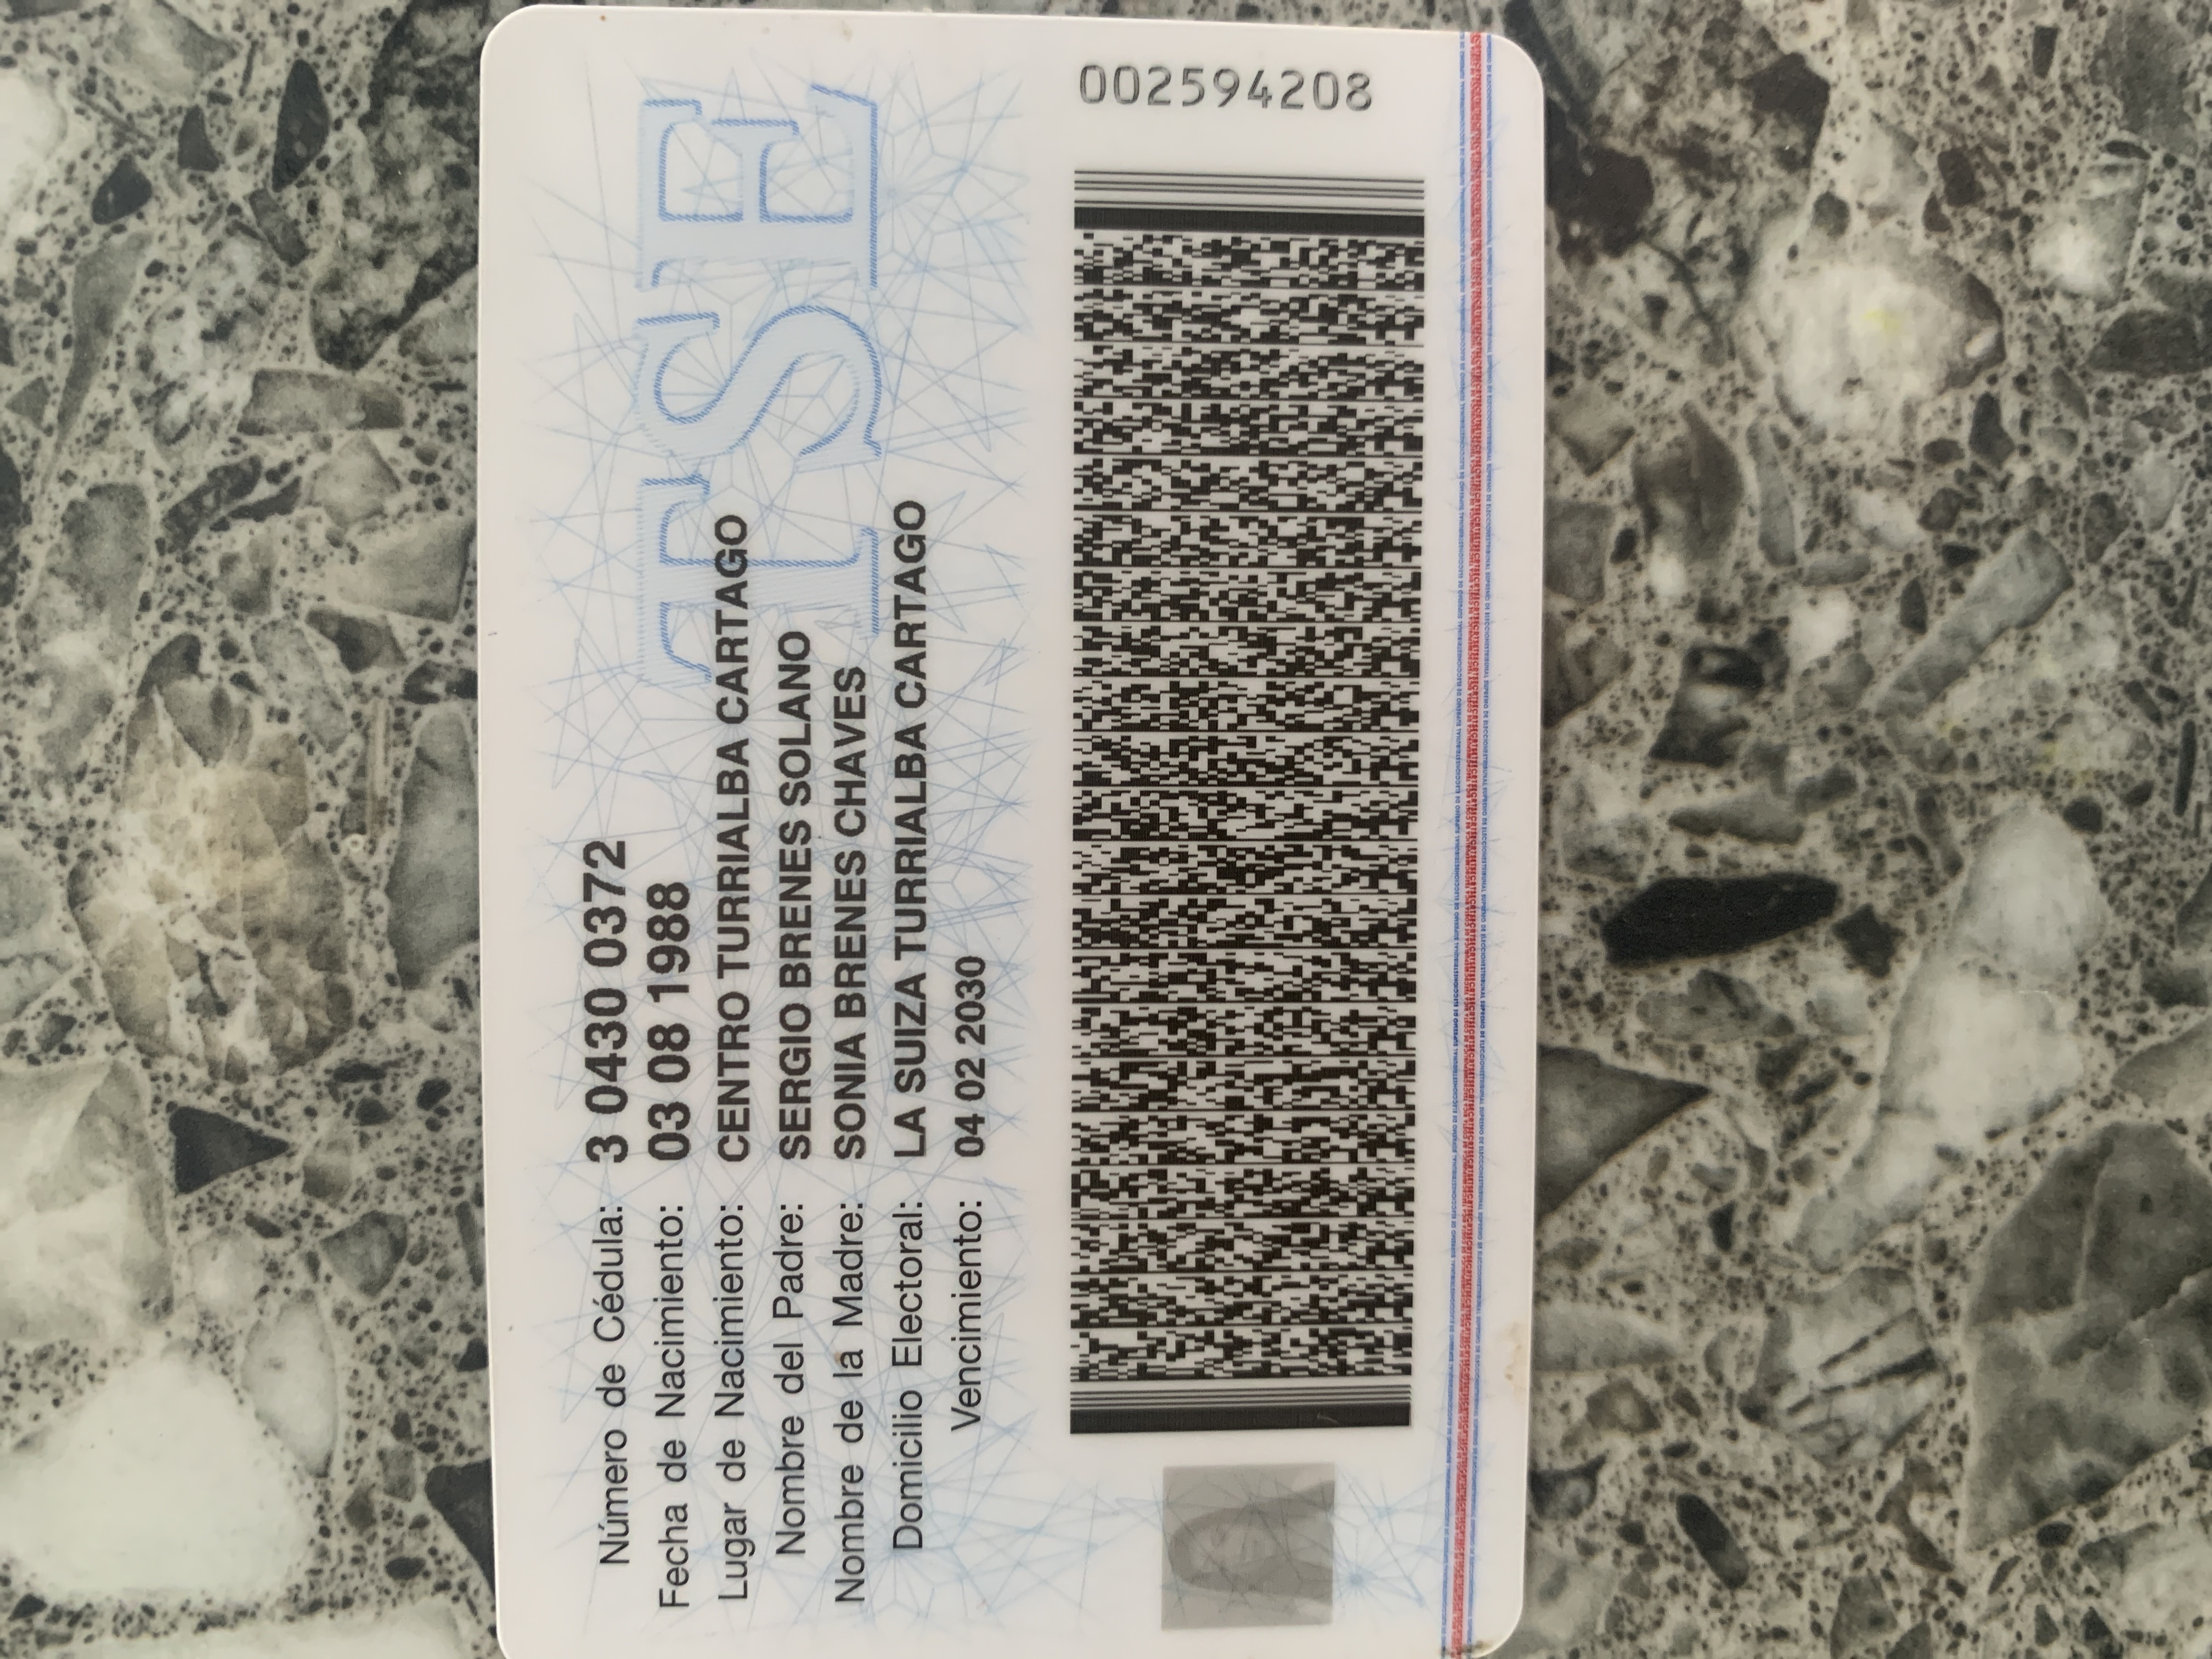 Número de Cédula: 3 0430 0372
Fecha de Nacimiento: 03 08 1988
Lugar de Nacimiento: CENTRO TURRIALBA CARTAGO
Nombre del Padre: SERGIO BRENES SOLANO
Nombre de la Madre: SONIA BRENES CHAVES
Domicilio Electoral: LA SUIZA TURRIALBA CARTAGO
Vencimiento: 04 02 2030
TSE
002594208